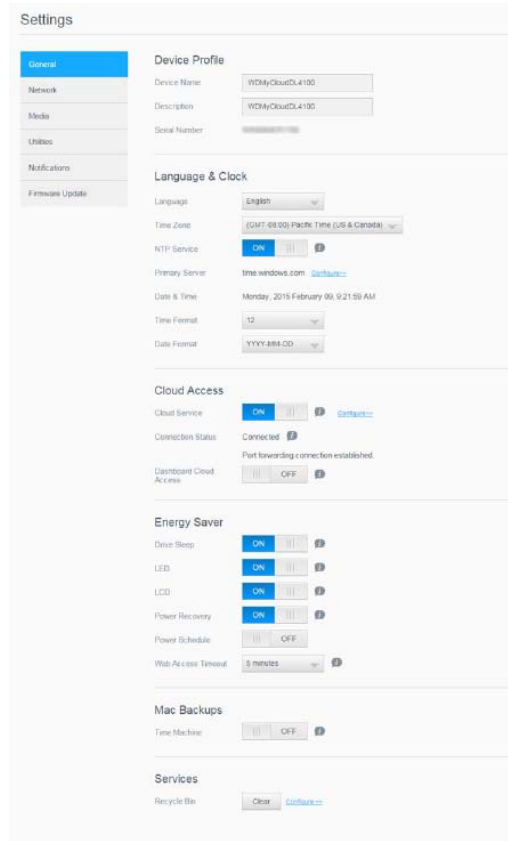 Settings
General
Network
Media
Utilities
Notifications
Firmware Update
Device Profile
Device Name WDMyCloudDL4100
Description WDMyCloudDL4100
Serial Number
Language & Clock
Language English
Time Zone (GMT-08:00) Pacific Time (US & Canada)
NTP Service ON
Primary Server time.windows.com Configure>>
Date & Time Monday, 2015 February 09, 9:21:59 AM
Time Format 12
Date Format YYYY-MM-DD
Cloud Access
Cloud Service ON Configure>>
Connection Status Connected
Port forwarding connection established.
Dashboard Cloud
Access OFF
Energy Saver
Drive Sleep ON
LED ON
LCD ON
Power Recovery ON
Power Schedule OFF
Web Access Timeout 5 minutes
Mac Backups
Time Machine OFF
Services
Recycle Bin Clear Configure>>